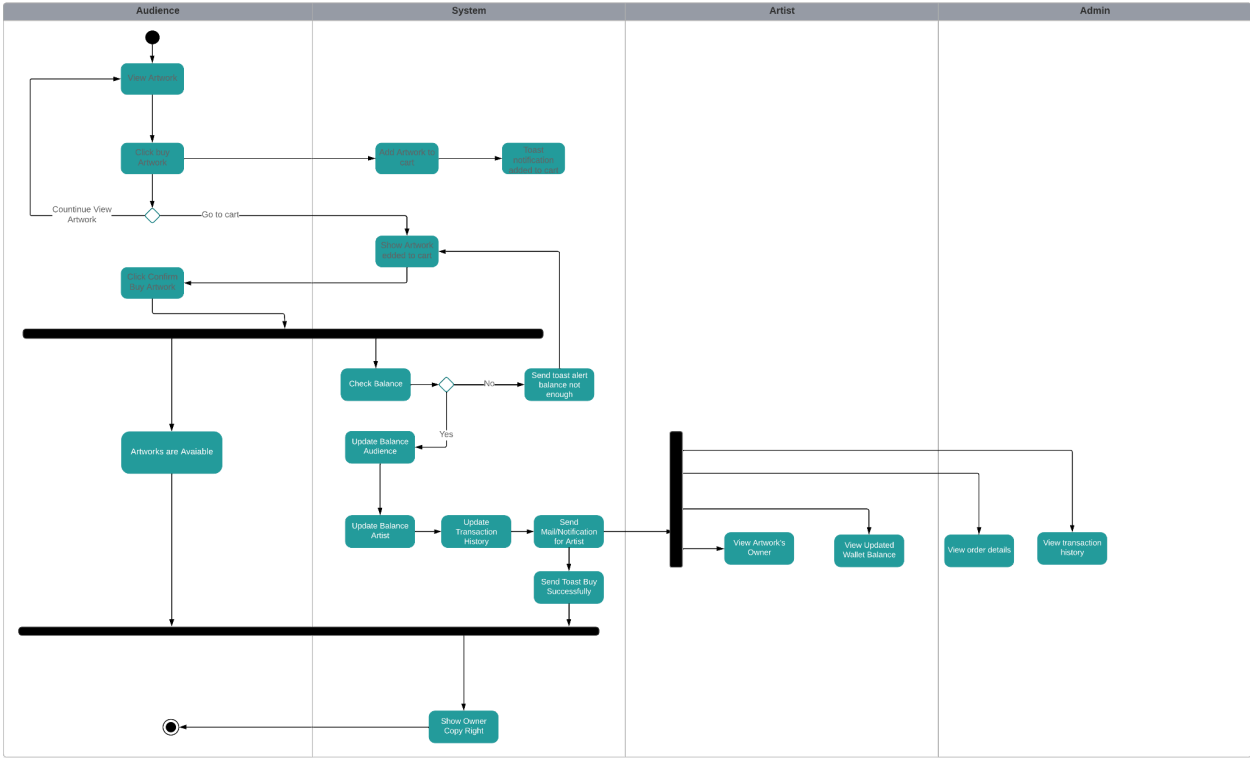 Audience
System
Artist
Admin
View Artwork
Click buy
Artwork
Add Artwork to
cart
Toast
notification
added to cart
Countinue View
Artwork
Go to cart
Show Artwork
added to cart
Click Confirm
Buy Artwork
Check Balance
No
Send toast alert
balance not
enough
Yes
Update Balance
Audience
Artworks are Avaiable
Update Balance
Artist
Update
Transaction
History
Send
Mail/Notification
for Artist
View Artwork's
Owner
View Updated
Wallet Balance
View order details
View transaction
history
Send Toast Buy
Successfully
Show Owner
Copy Right